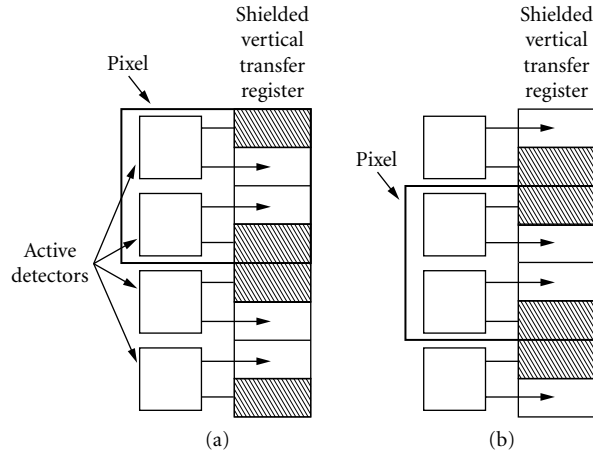 Shielded
vertical
transfer
register
Pixel
Active
detectors
(a)
Shielded
vertical
transfer
register
Pixel
(b)